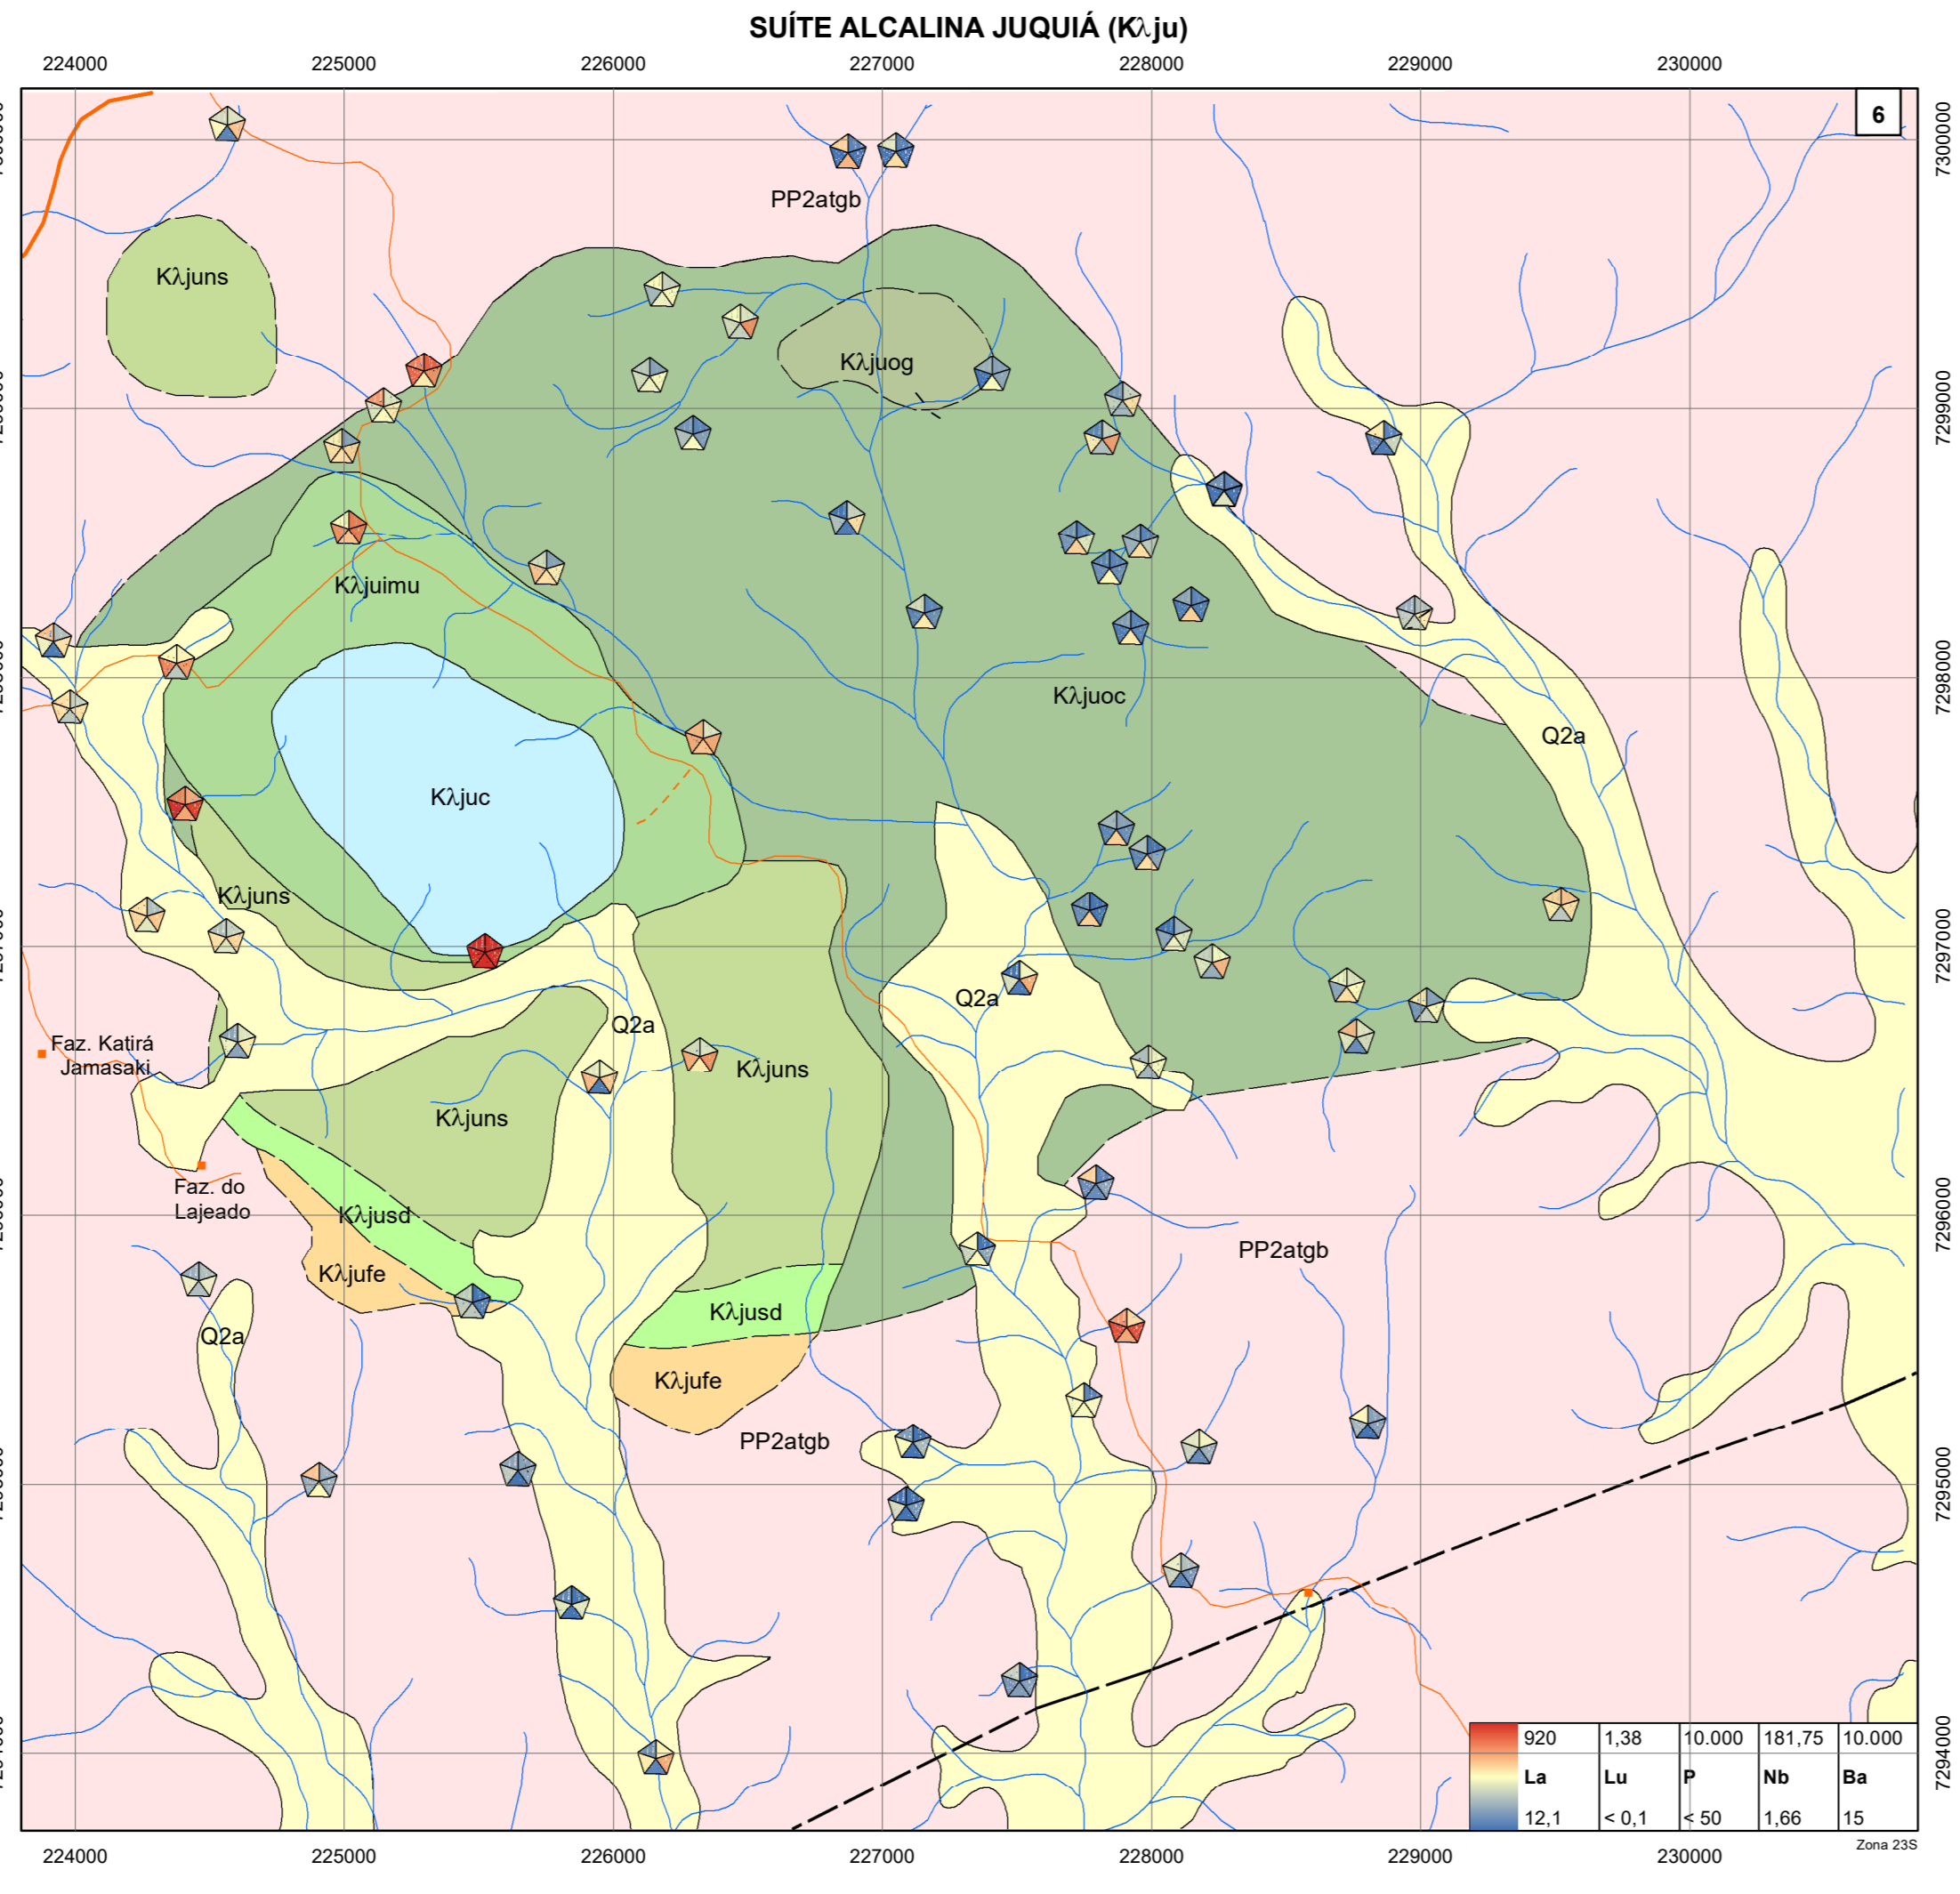 SUÍTE ALCALINA JUQUIÁ (Kλju)
224000 225000 226000 227000 228000 229000 230000
6
7300000
PP2atgb
Kλjuns
Kλjuog
7299000
Kλjuimu
7298000
Kλjuoc
Q2a
Kλjuc
Kλjuns
7297000
Q2a
Q2a
Faz. Katirá
Jamasaki
Kλjuns
Kλjuns
Faz. do
Lajeado
Kλjusd
7296000
PP2atgb
Kλjufe
Kλjusd
Q2a
Kλjufe
PP2atgb
7295000
7294000
920 1,38 10.000 181,75 10.000
La Lu P Nb Ba
12,1 < 0,1 < 50 1,66 15
Zona 23S
224000 225000 226000 227000 228000 229000 230000